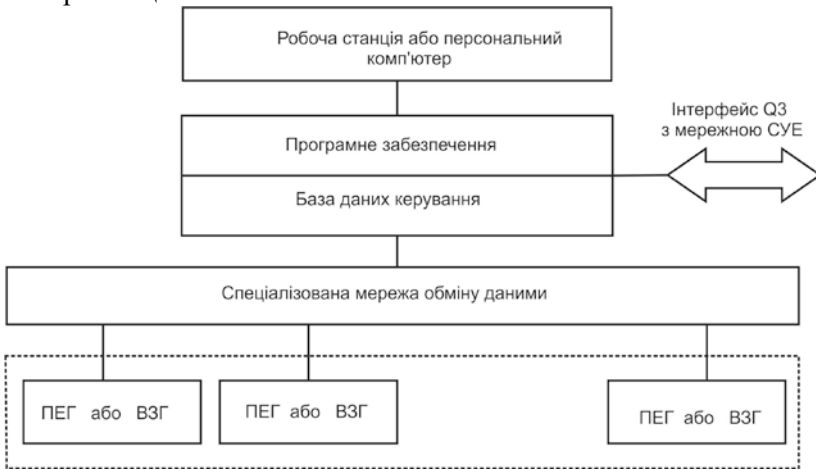 Робоча станція або персональний
комп'ютер
Інтерфейс Q3
з мережною СУЕ
Програмне забезпечення
База даних керування
Спеціалізована мережа обміну даними
ПЕГ або ВЗГ
ПЕГ або ВЗГ
ПЕГ або ВЗГ